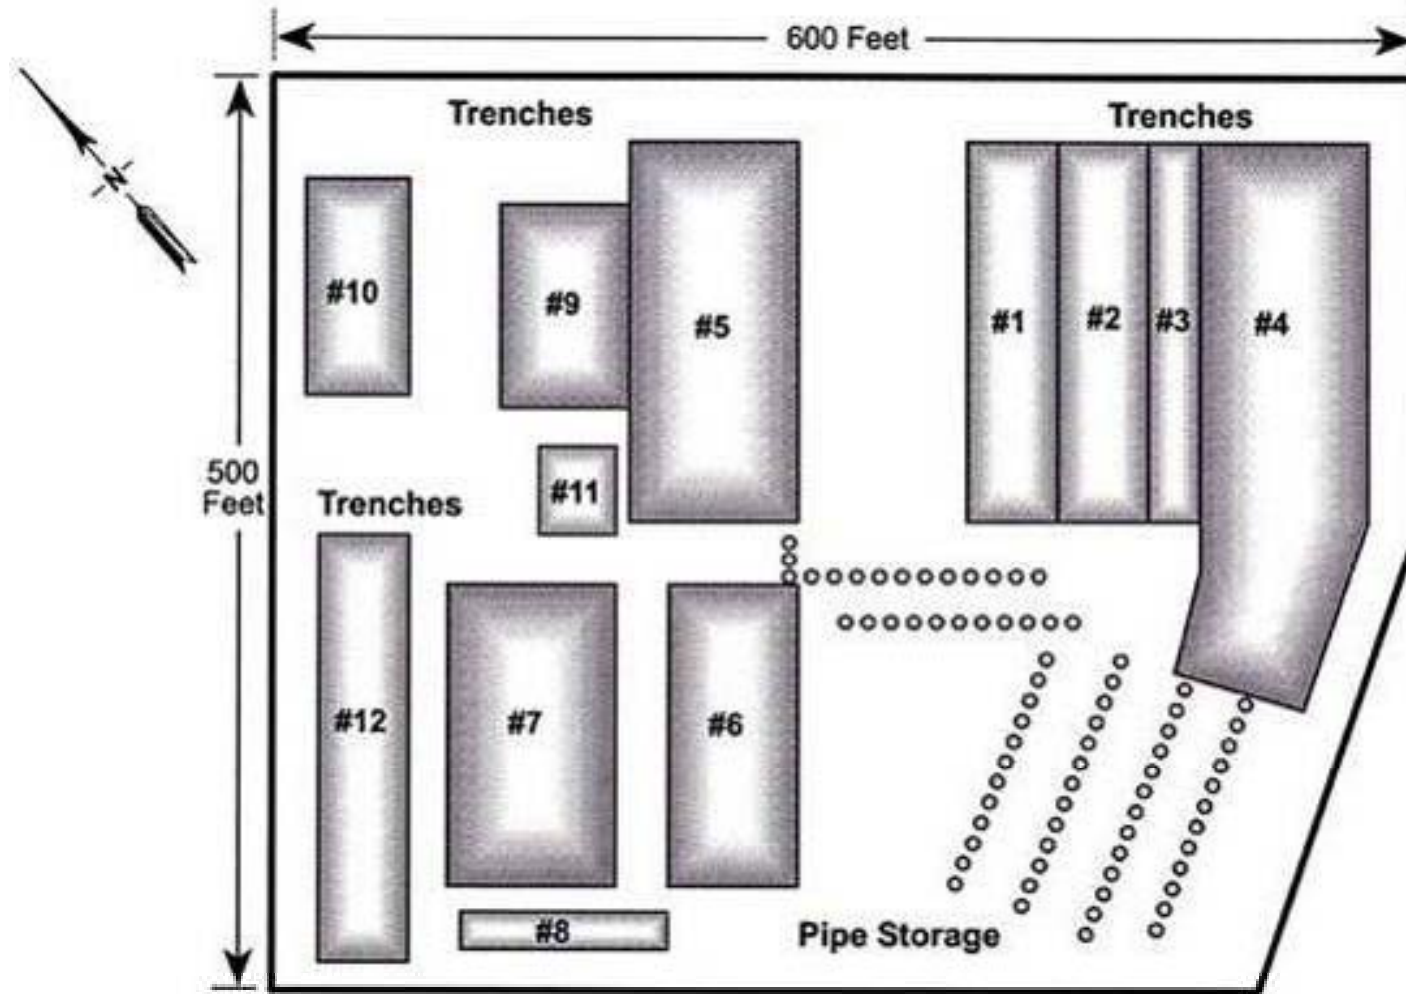 600 Feet
Trenches
Trenches
N
#10
#9
#5
#1
#2
#3
#4
500
Feet
#11
Trenches
#12
#7
#6
#8
Pipe Storage